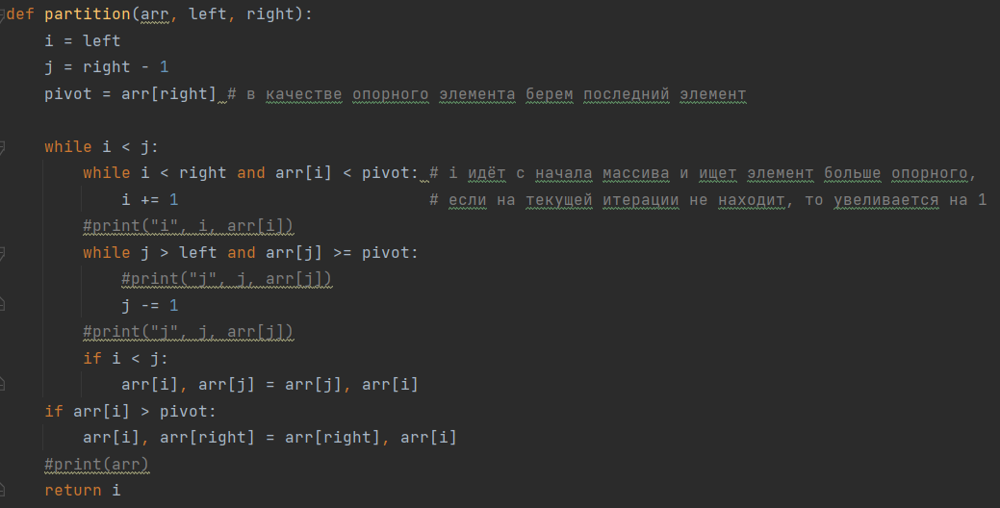 def partition(arr, left, right):
    i = left
    j = right - 1
    pivot = arr[right] # в качестве опорного элемента берем последний элемент

    while i < j:
        while i < right and arr[i] < pivot: # i идёт с начала массива и ищет элемент больше опорного,
            i += 1                          # если на текущей итерации не находит, то увеливается на 1
        #print("i", i, arr[i])
        while j > left and arr[j] >= pivot:
            #print("j", j, arr[j])
            j -= 1
        #print("j", j, arr[j])
        if i < j:
            arr[i], arr[j] = arr[j], arr[i]
    if arr[i] > pivot:
        arr[i], arr[right] = arr[right], arr[i]
    #print(arr)
    return i